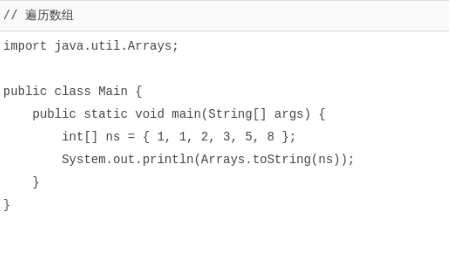 // 遍历数组
import java.util.Arrays;
public class Main {
    public static void main(String[] args) {
        int[] ns = { 1, 1, 2, 3, 5, 8 };
        System.out.println(Arrays.toString(ns));
    }
}